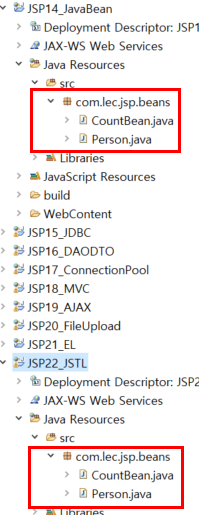 JSP14_JavaBean
Deployment Descriptor: JSP1
JAX-WS Web Services
Java Resources
src
com.lec.jsp.beans
CountBean.java
Person.java
Libraries
JavaScript Resources
build
WebContent
JSP15_JDBC
JSP16_DAODTO
JSP17_ConnectionPool
JSP18_MVC
JSP19_AJAX
JSP20_FileUpload
JSP21_EL
JSP22_JSTL
Deployment Descriptor: JSP2
JAX-WS Web Services
Java Resources
src
com.lec.jsp.beans
CountBean.java
Person.java
Libraries